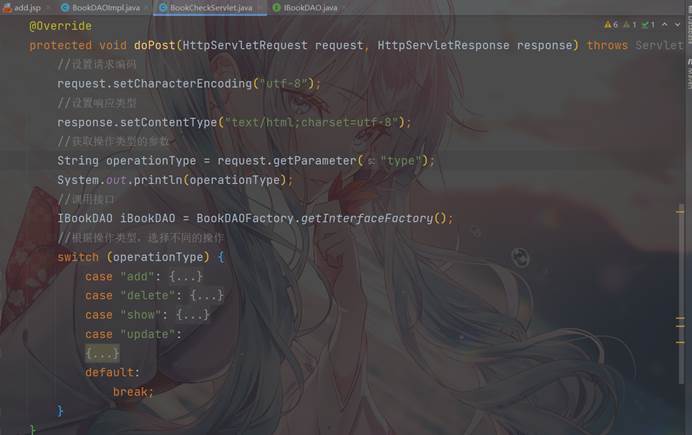 add.jsp BookDAOImpl.java BookCheckServlet.java IBookDAO.java
@Override 6 1 1
protected void doPost(HttpServletRequest request, HttpServletResponse response) throws Servlet
//设置请求编码
request.setCharacterEncoding("utf-8");
//设置响应类型
response.setContentType("text/html;charset=utf-8");
//获取操作类型的参数
String operationType = request.getParameter( s: "type");
System.out.println(operationType);
//调用接口
IBookDAO iBookDAO = BookDAOFactory.getInterfaceFactory();
//根据操作类型，选择不同的操作
switch (operationType) {
case "add": {...}
case "delete": {...}
case "show": {...}
case "update":
{...}
default:
break;
}
}